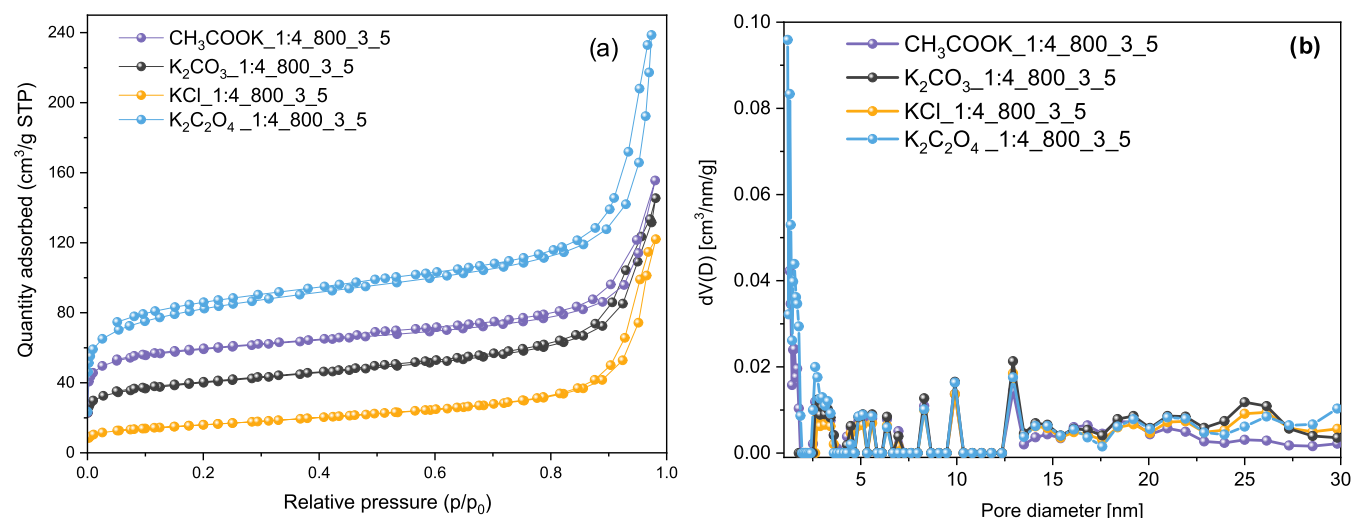 (a)
CH₃COOK_1:4_800_3_5
K₂CO₃_1:4_800_3_5
KCl_1:4_800_3_5
K₂C₂O₄ _1:4_800_3_5
Quantity adsorbed (cm³/g STP)
240
200
160
120
80
40
0
0.0 0.2 0.4 0.6 0.8 1.0
Relative pressure (p/p₀)
(b)
CH₃COOK_1:4_800_3_5
K₂CO₃_1:4_800_3_5
KCl_1:4_800_3_5
K₂C₂O₄ _1:4_800_3_5
dV(D) [cm³/nm/g]
0.10
0.08
0.06
0.04
0.02
0.00
5 10 15 20 25 30
Pore diameter [nm]